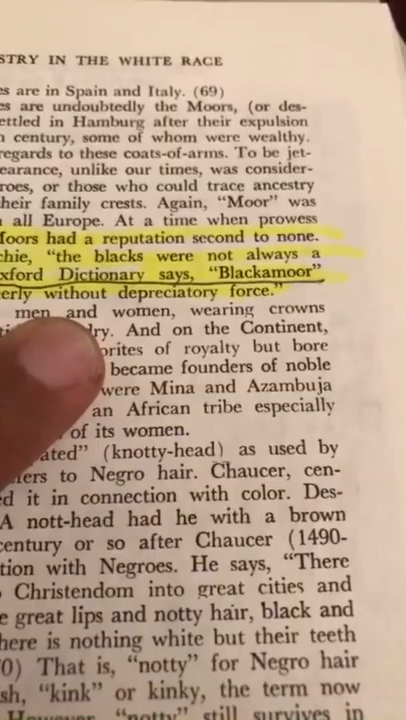 STRY IN THE WHITE RACE
es are in Spain and Italy. (69)
es are undoubtedly the Moors, (or des-
ettled in Hamburg after their expulsion
n century, some of whom were wealthy.
regards to these coats-of-arms. To be jet-
earance, unlike our times, was consider-
roes, or those who could trace ancestry
their family crests. Again, "Moor" was
all Europe. At a time when prowess
Moors had a reputation second to none.
chie, "the blacks were not always a
xford Dictionary says, "Blackamoor"
erly without depreciatory force."
men and women, wearing crowns
dry. And on the Continent,
orites of royalty but bore
became founders of noble
were Mina and Azambuja
an African tribe especially
of its women.
ated" (knotty-head) as used by
fers to Negro hair. Chaucer, cen-
ed it in connection with color. Des-
A nott-head had he with a brown
century or so after Chaucer (1490-
tion with Negroes. He says, "There
Christendom into great cities and
e great lips and notty hair, black and
here is nothing white but their teeth
0) That is, "notty" for Negro hair
sh, "kink" or kinky, the term now
However, "notty" still survives in